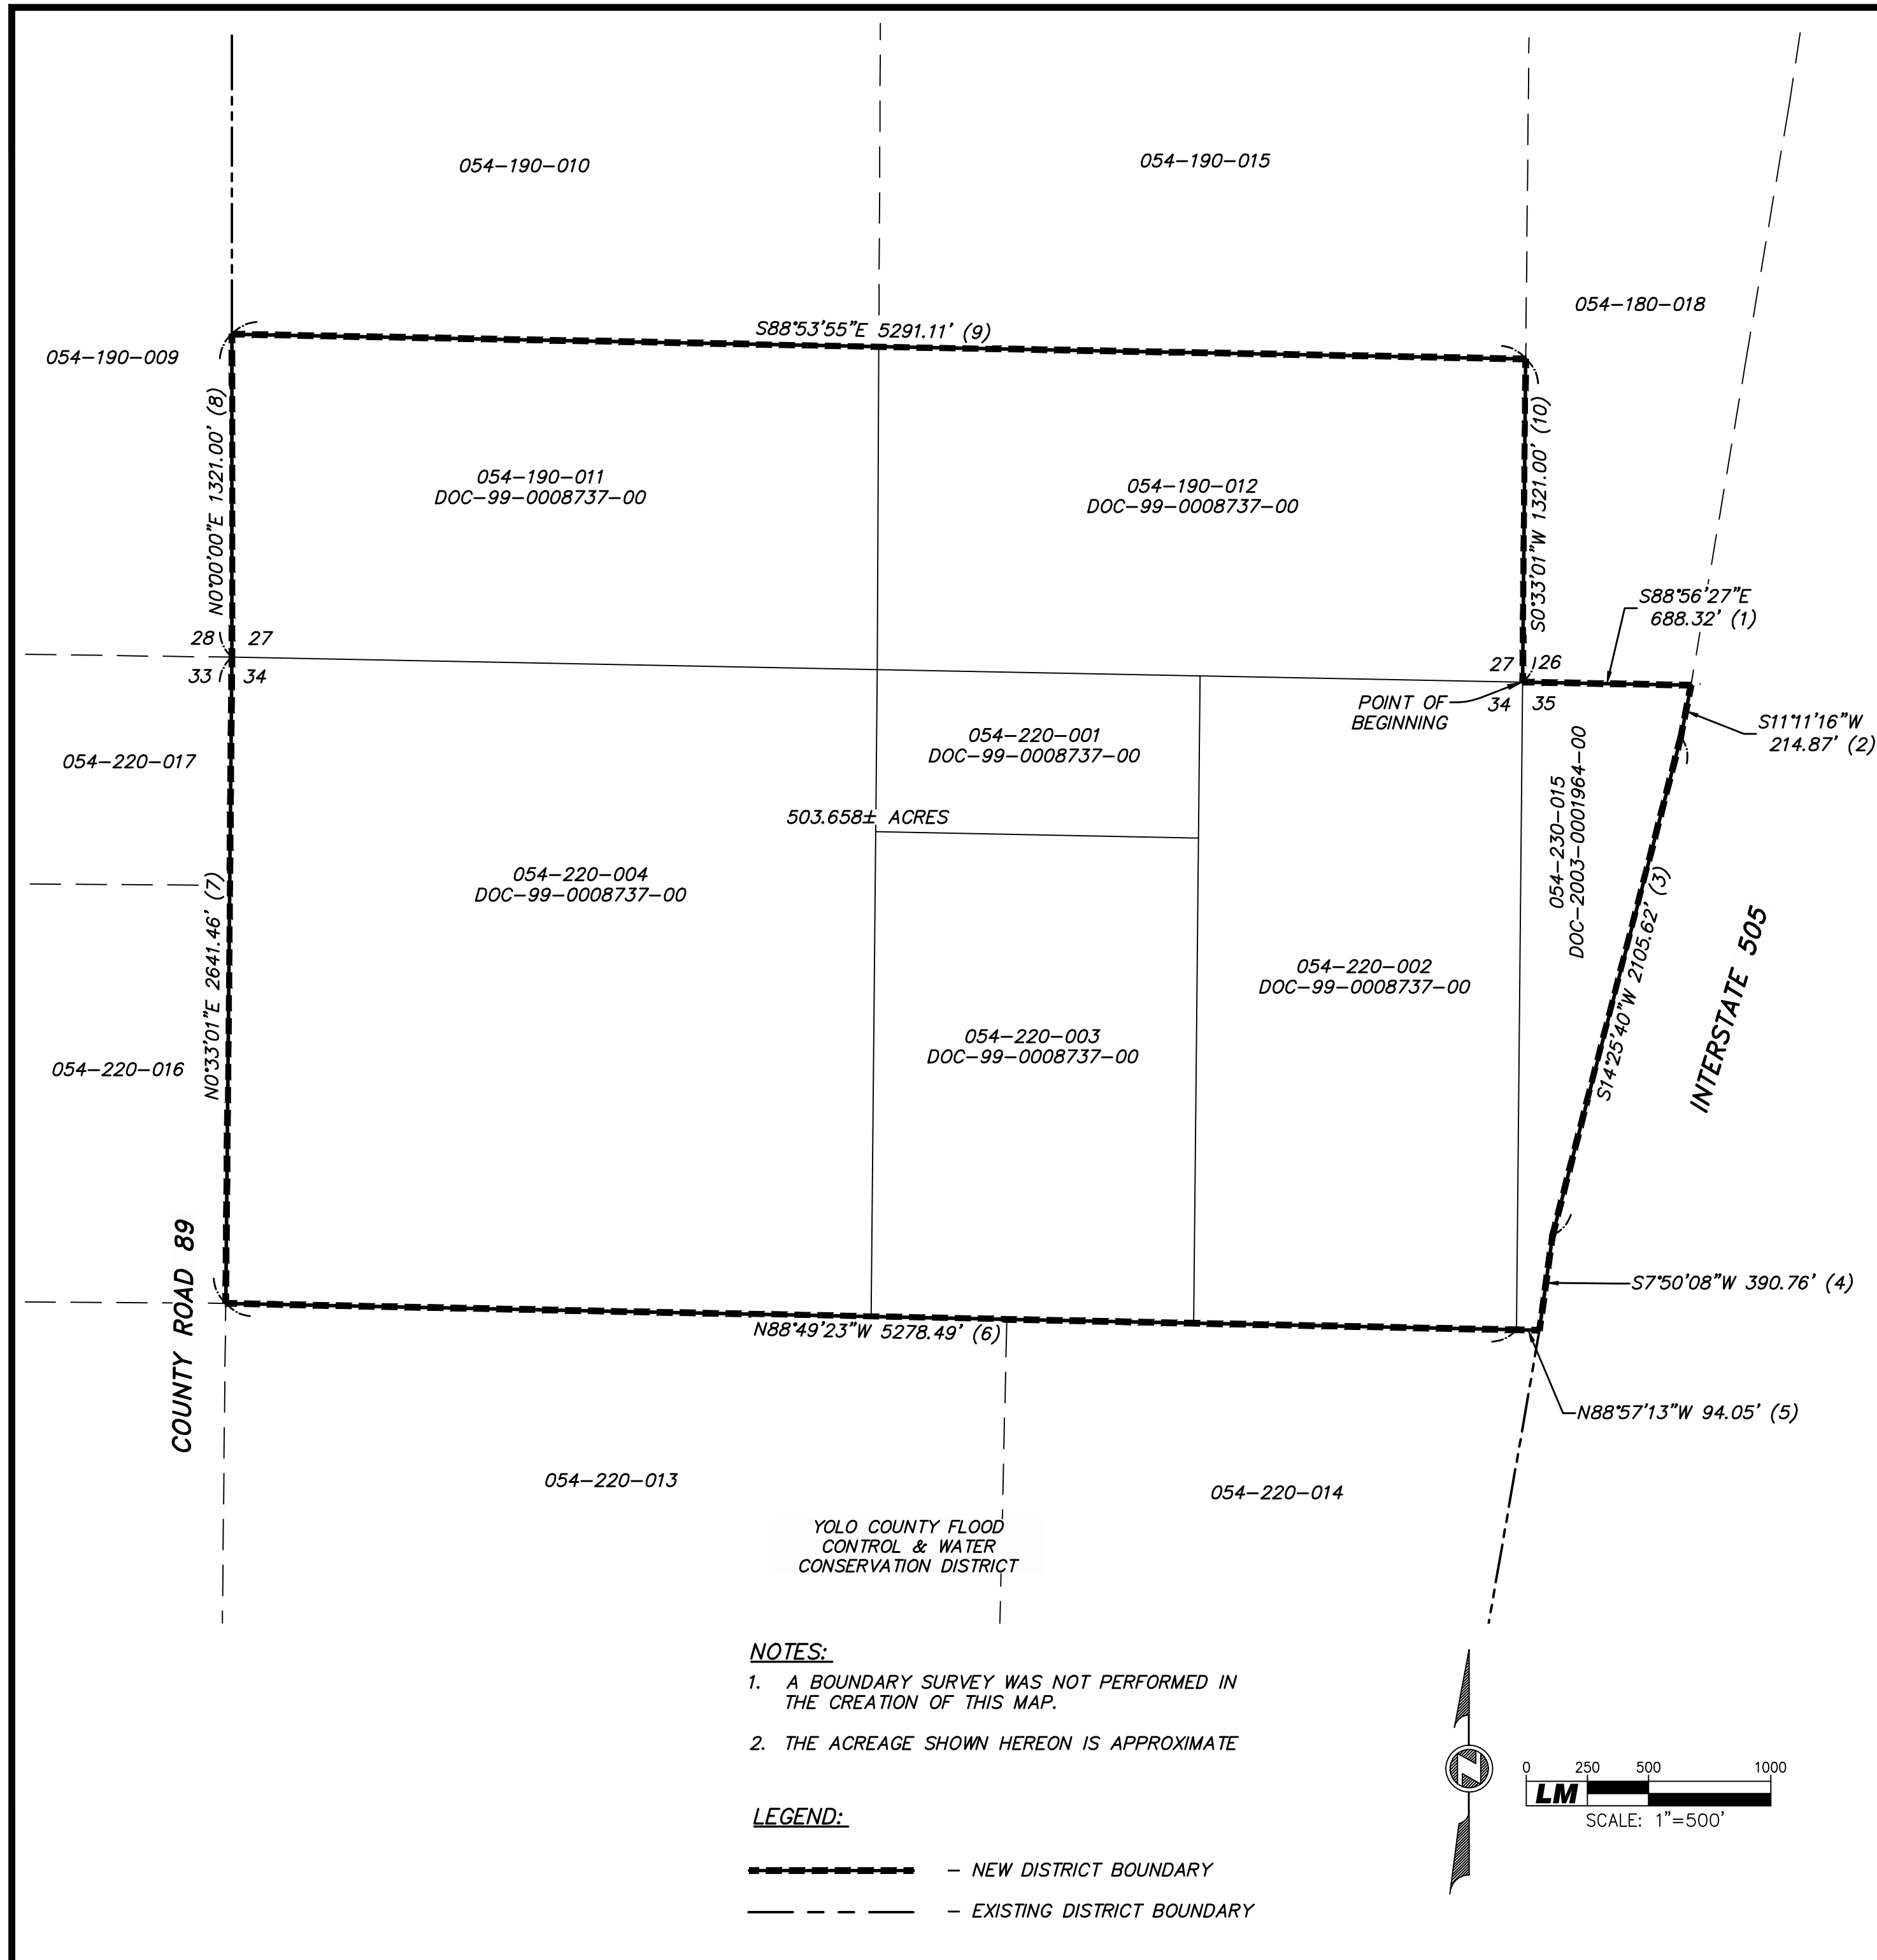 054-190-010
054-190-015
054-180-018
054-190-009
S88°53'55"E 5291.11' (9)
N0°00'00"E 1321.00' (8)
S0°33'01"W 1321.00' (10)
054-190-011
DOC-99-0008737-00
054-190-012
DOC-99-0008737-00
S88°56'27"E
688.32' (1)
28 27
33 34
27 26
34 35
POINT OF
BEGINNING
S11°11'16"W
214.87' (2)
054-220-017
054-220-001
DOC-99-0008737-00
054-230-015
DOC-2003-0001964-00
503.658± ACRES
054-220-004
DOC-99-0008737-00
N0°33'01"E 2641.46' (7)
S14°25'40"W 2105.62' (3)
INTERSTATE 505
054-220-002
DOC-99-0008737-00
054-220-003
DOC-99-0008737-00
054-220-016
COUNTY ROAD 89
S7°50'08"W 390.76' (4)
N88°49'23"W 5278.49' (6)
N88°57'13"W 94.05' (5)
054-220-013
054-220-014
YOLO COUNTY FLOOD
CONTROL & WATER
CONSERVATION DISTRICT
NOTES:
1. A BOUNDARY SURVEY WAS NOT PERFORMED IN
THE CREATION OF THIS MAP.
2. THE ACREAGE SHOWN HEREON IS APPROXIMATE
N
0 250 500 1000
LM
SCALE: 1"=500'
LEGEND:
- NEW DISTRICT BOUNDARY
- EXISTING DISTRICT BOUNDARY